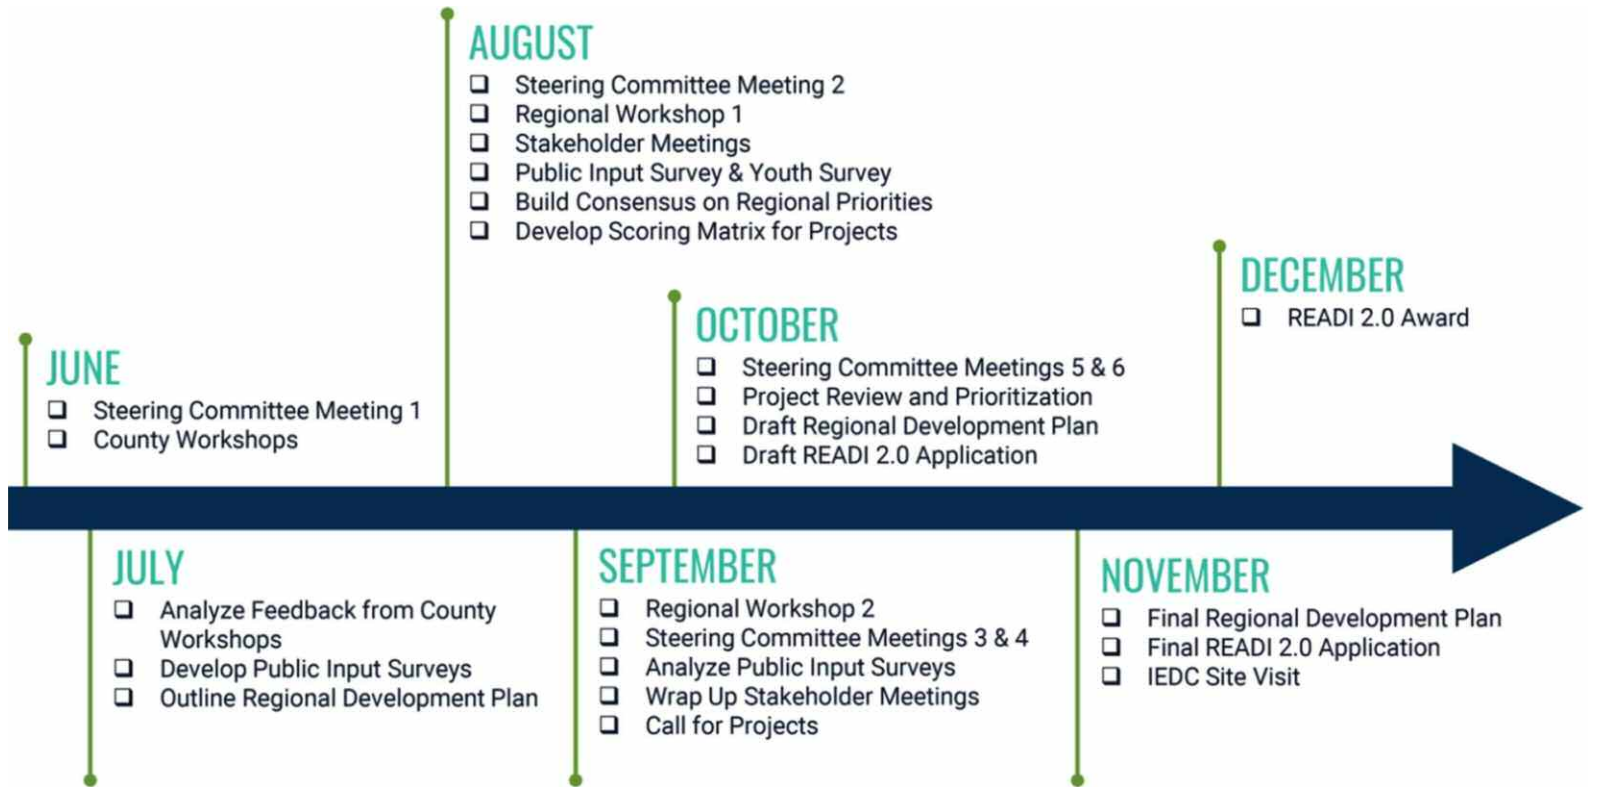 JUNE
Steering Committee Meeting 1
County Workshops
JULY
Analyze Feedback from County
Workshops
Develop Public Input Surveys
Outline Regional Development Plan
AUGUST
Steering Committee Meeting 2
Regional Workshop 1
Stakeholder Meetings
Public Input Survey & Youth Survey
Build Consensus on Regional Priorities
Develop Scoring Matrix for Projects
SEPTEMBER
Regional Workshop 2
Steering Committee Meetings 3 & 4
Analyze Public Input Surveys
Wrap Up Stakeholder Meetings
Call for Projects
OCTOBER
Steering Committee Meetings 5 & 6
Project Review and Prioritization
Draft Regional Development Plan
Draft READI 2.0 Application
NOVEMBER
Final Regional Development Plan
Final READI 2.0 Application
IEDC Site Visit
DECEMBER
READI 2.0 Award